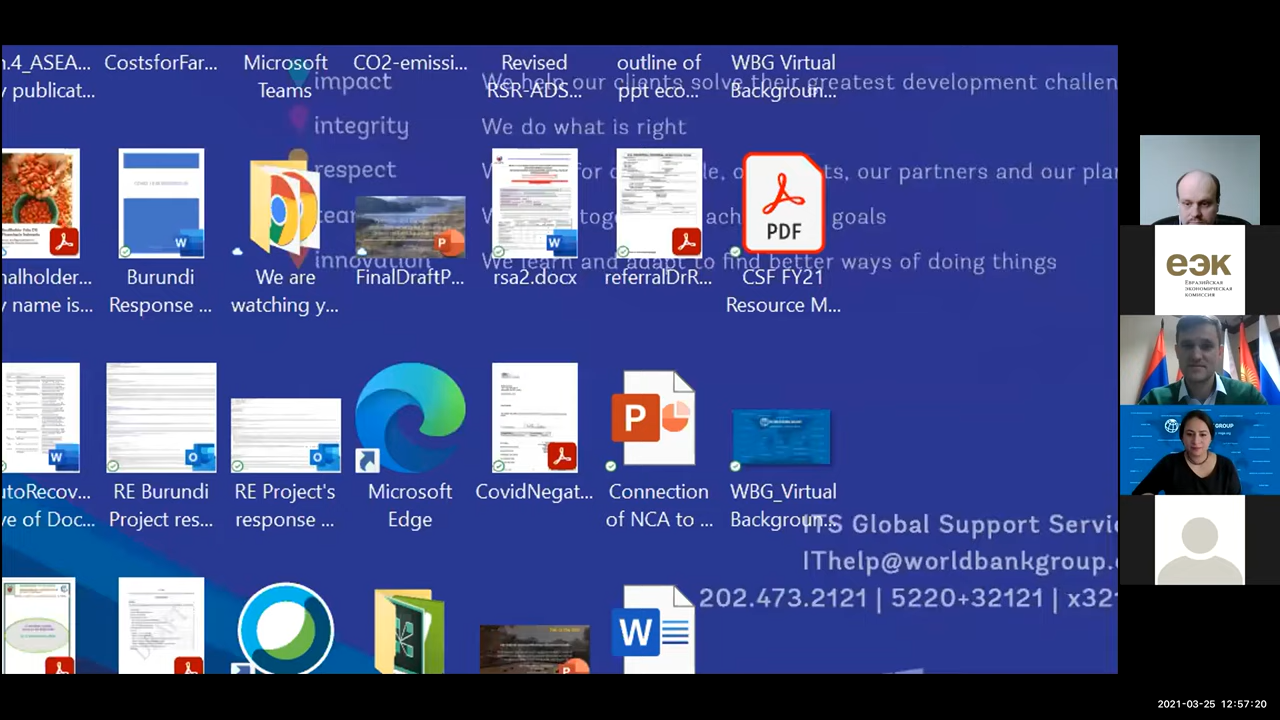 n.4_ASEA...
y publicat...
CostsforFar...
Microsoft
Teams
CO2-emissi...
Revised
RSR-ADS...
outline of
ppt eco...
WBG Virtual
Backgroun...
impact
We help our clients solve their greatest development challen
integrity
We do what is right
respect
our partners and our plan
goals
innovation
We learn and adapt to find better ways of doing things
PDF
nalholder...
y name is...
Burundi
Response ...
We are
watching y...
FinalDraftP...
rsa2.docx
referralDrR...
CSF FY21
Resource M...
utoRecov...
ve of Doc...
RE Burundi
Project res...
RE Project's
response ...
Microsoft
Edge
CovidNegat...
Connection
of NCA to ...
WBG_Virtual
Backgroun...
ITS Global Support Servic
IThelp@worldbankgroup.
202.473.2121 | 5220+32121 | x321
еэк
Евразийская
экономическая
комиссия
GROUP
2021-03-25 12:57:20